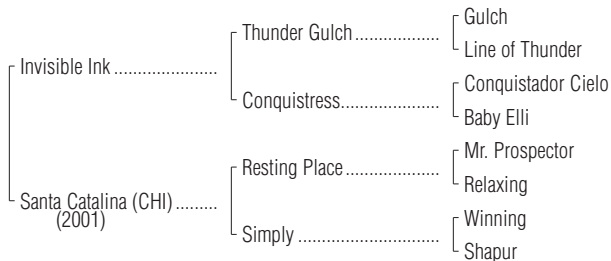 Gulch
Thunder Gulch....................
Line of Thunder
Invisible Ink ......................
Conquistador Cielo
Conquistress.......................
Baby Elli
Mr. Prospector
Resting Place......................
Relaxing
Santa Catalina (CHI) .........
(2001)
Winning
Simply ................................
Shapur